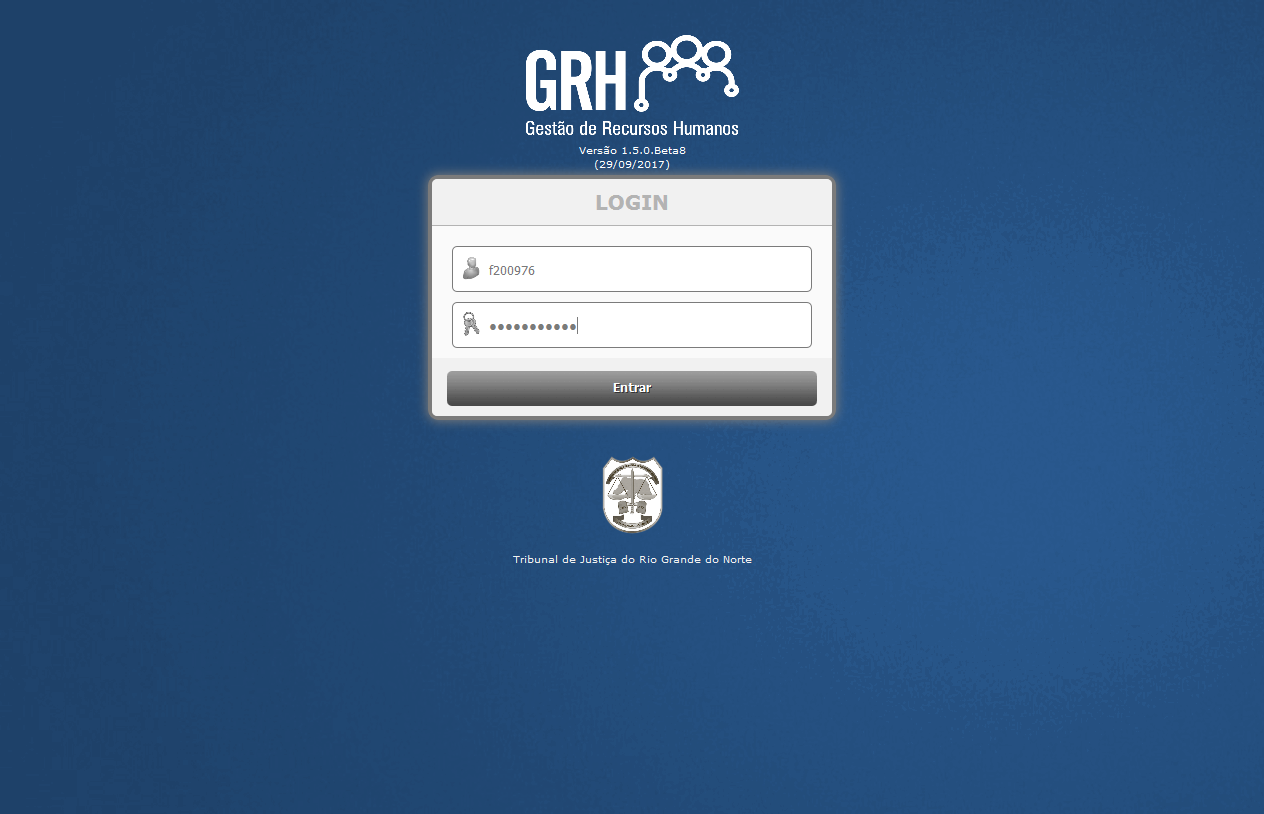 GRH
Gestão de Recursos Humanos
Versão 1.5.0.Beta8
(29/09/2017)
LOGIN
f200976
•••••••••••
Entrar
Tribunal de Justiça do Rio Grande do Norte